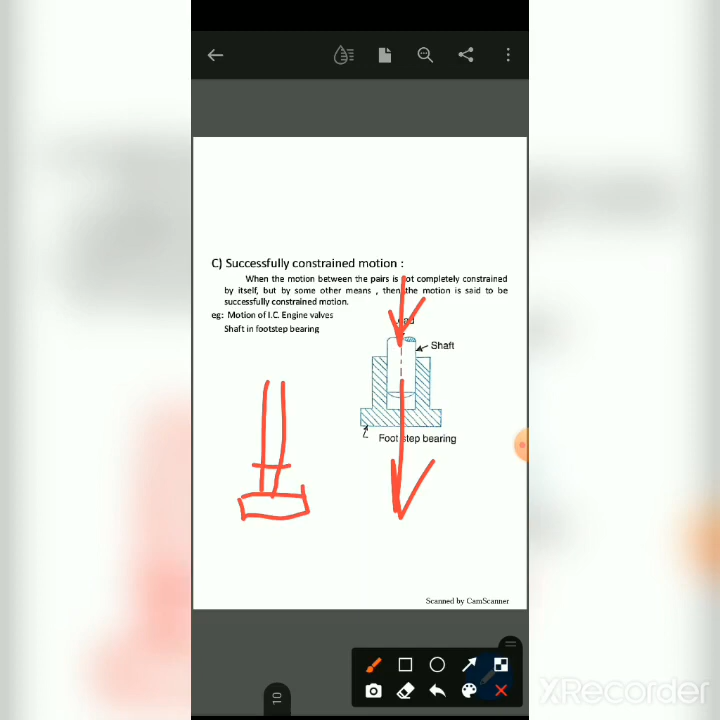 C) Successfully constrained motion :
When the motion between the pairs is not completely constrained
by itself, but by some other means , then the motion is said to be
successfully constrained motion.
eg: Motion of I.C. Engine valves
Shaft in footstep bearing
Load
Shaft
Foot step bearing
Scanned by CamScanner
10
XRecorder